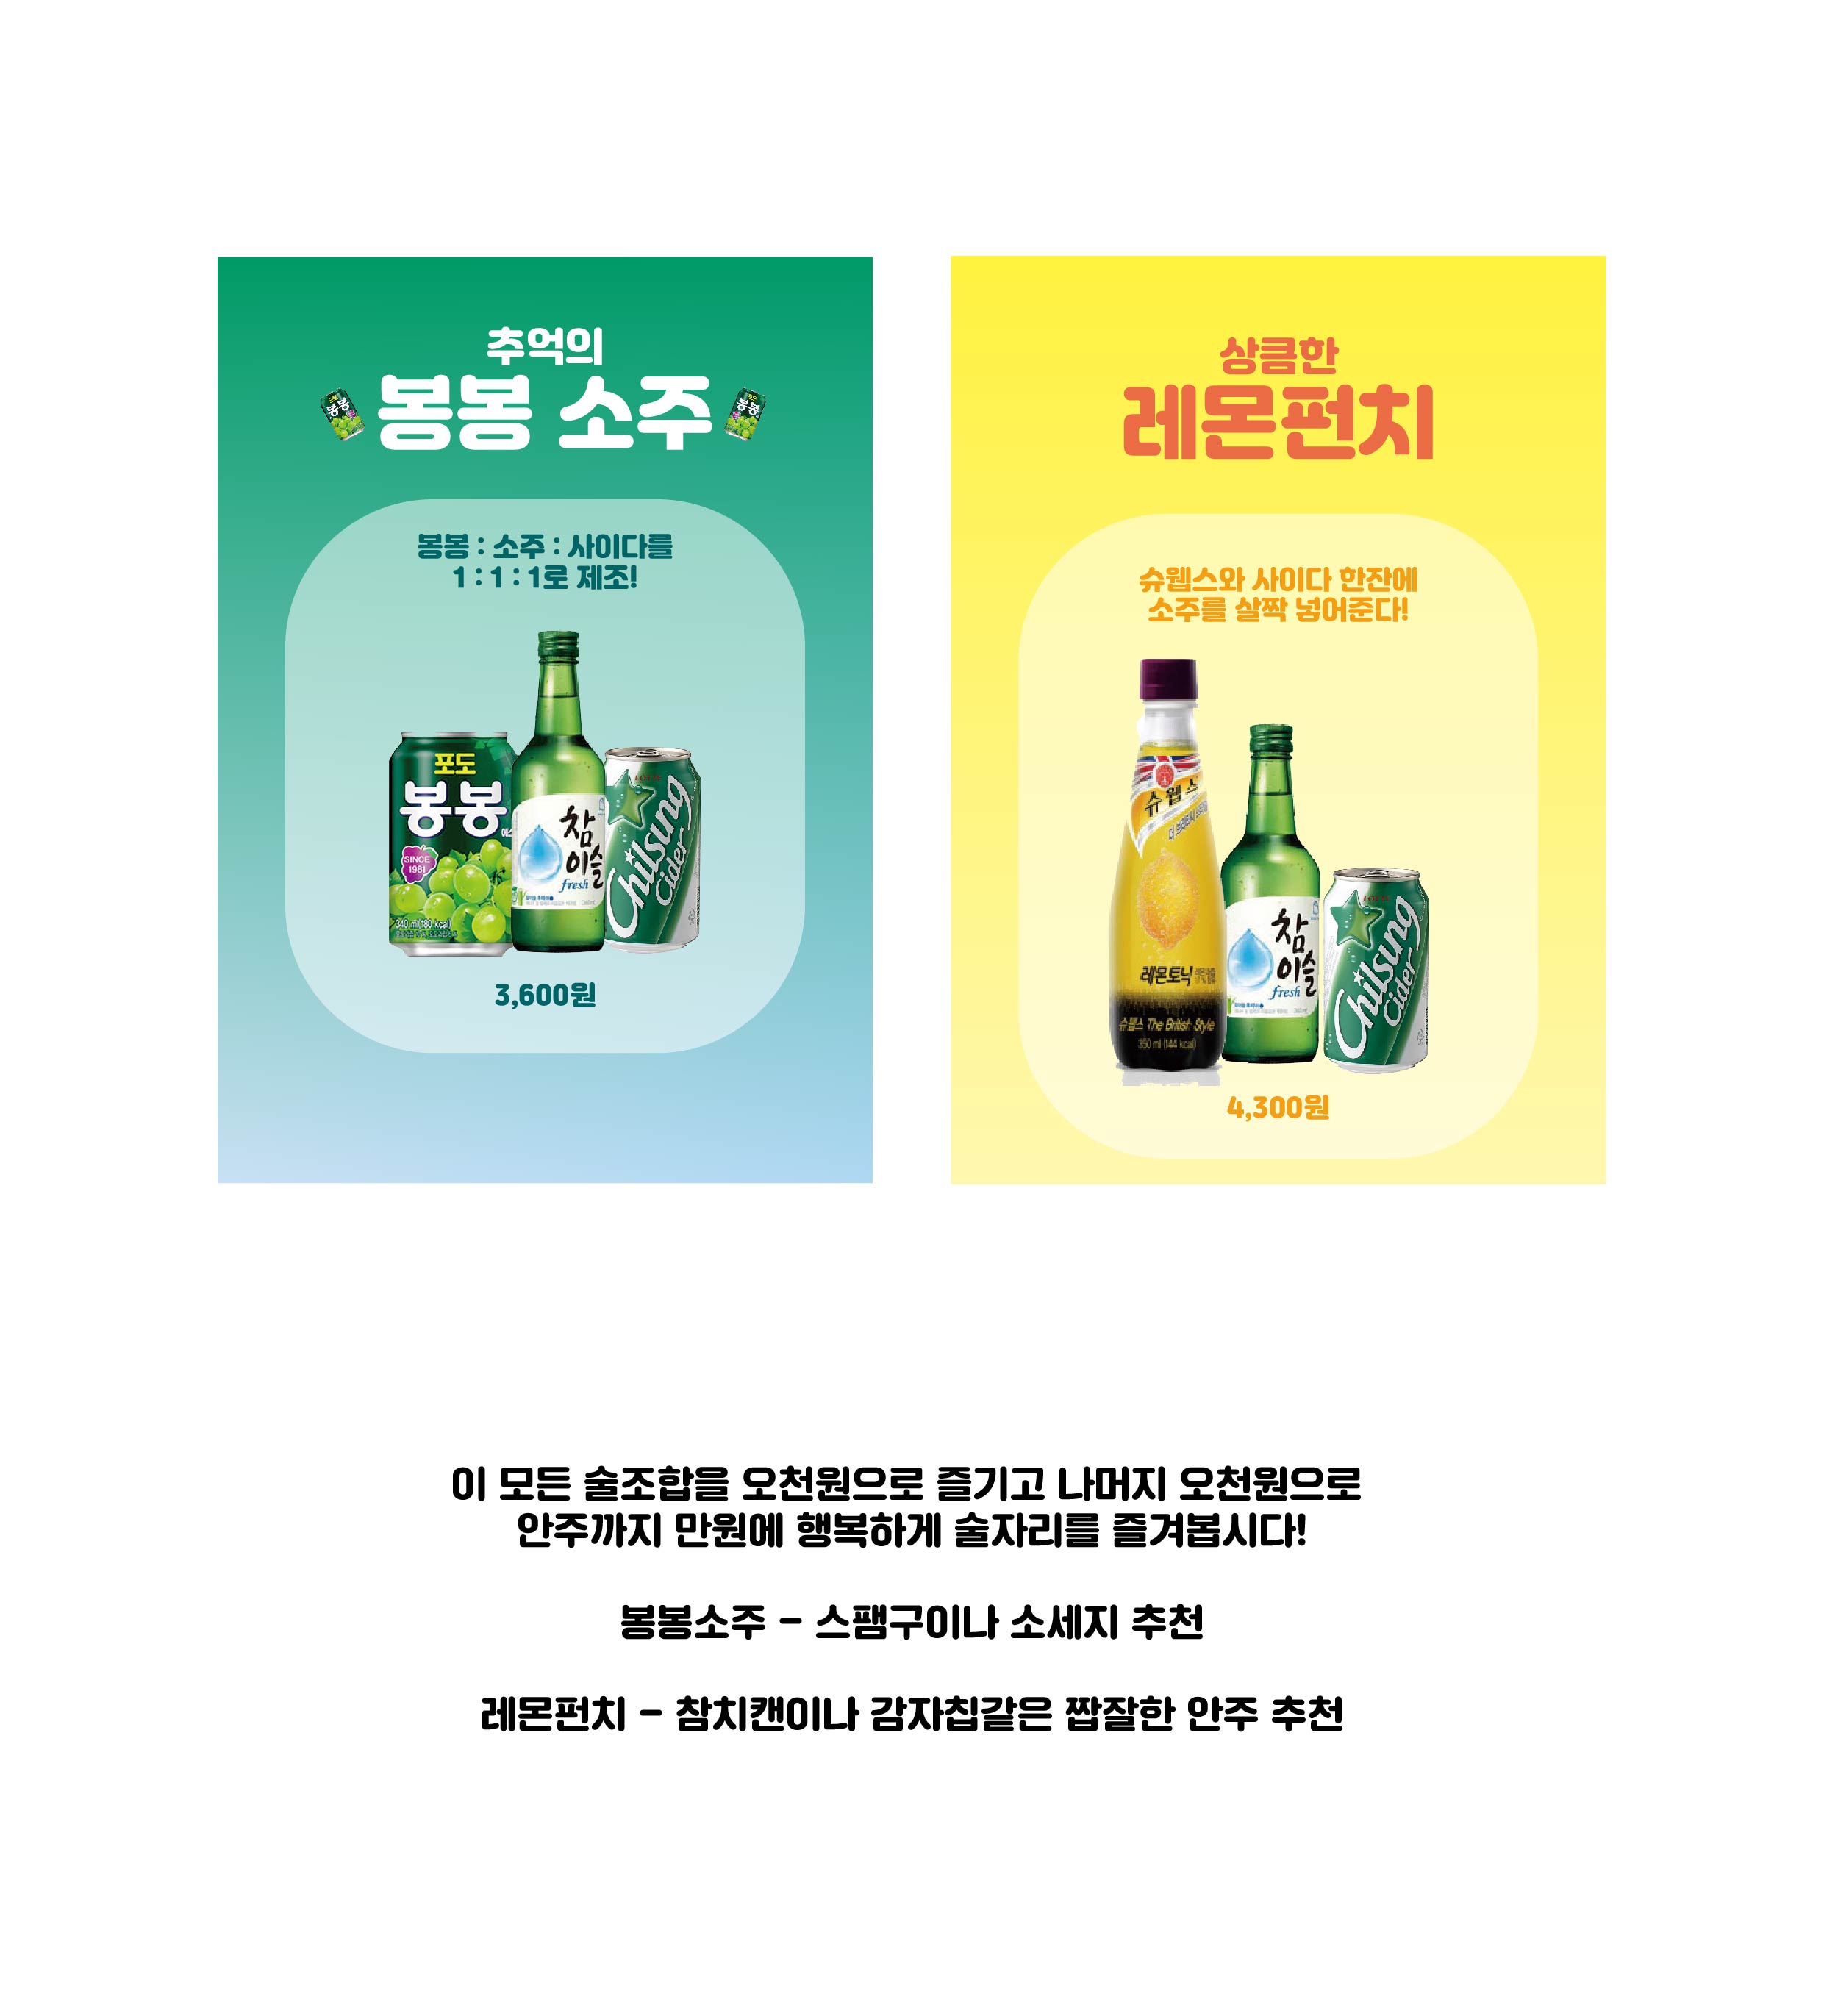 추억의
봉봉 소주
봉봉 : 소주 : 사이다를
1 : 1 : 1로 제조!
포도
봉봉
SINCE
1981
340 ml(180 kcal)
참
이슬
fresh
LOTTE
Chilsung
Cider
3,600원
상큼한
레몬펀치
슈웹스와 사이다 한잔에
소주를 살짝 넣어준다!
슈웹스
레몬토닉
슈웹스 The British Style
350 ml (144 kcal)
참
이슬
fresh
LOTTE
Chilsung
Cider
4,300원
이 모든 술조합을 오천원으로 즐기고 나머지 오천원으로
안주까지 만원에 행복하게 술자리를 즐겨봅시다!
봉봉소주 - 스팸구이나 소세지 추천
레몬펀치 - 참치캔이나 감자칩같은 짭잘한 안주 추천